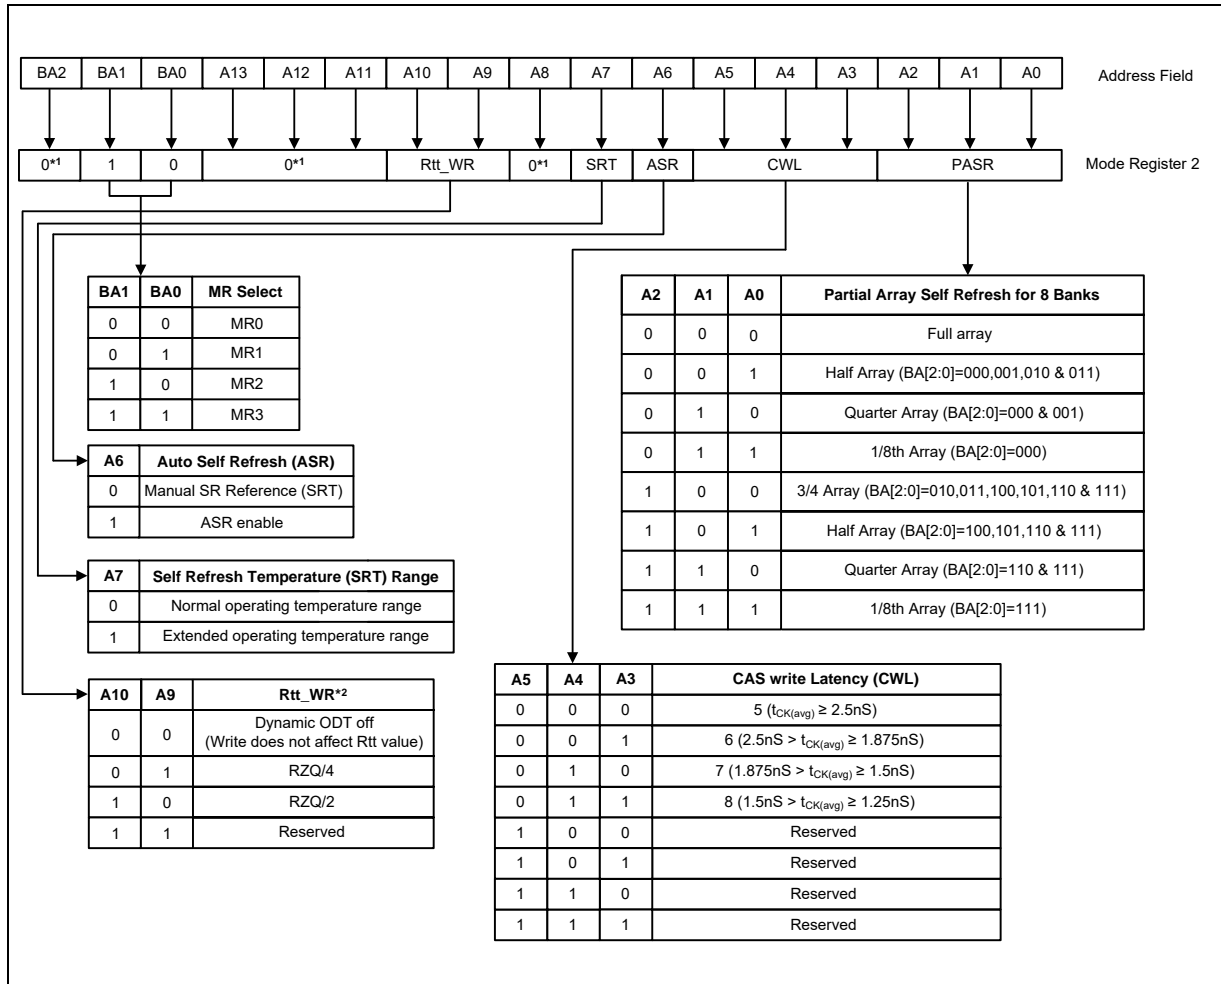 BA2 BA1 BA0 A13 A12 A11 A10 A9 A8 A7 A6 A5 A4 A3 A2 A1 A0 Address Field
0*1 1 0 0*1 Rtt_WR 0*1 SRT ASR CWL PASR Mode Register 2
BA1 BA0 MR Select
0 0 MR0
0 1 MR1
1 0 MR2
1 1 MR3
A6 Auto Self Refresh (ASR)
0 Manual SR Reference (SRT)
1 ASR enable
A7 Self Refresh Temperature (SRT) Range
0 Normal operating temperature range
1 Extended operating temperature range
A10 A9 Rtt_WR*2
0 0 Dynamic ODT off
(Write does not affect Rtt value)
0 1 RZQ/4
1 0 RZQ/2
1 1 Reserved
A2 A1 A0 Partial Array Self Refresh for 8 Banks
0 0 0 Full array
0 0 1 Half Array (BA[2:0]=000,001,010 & 011)
0 1 0 Quarter Array (BA[2:0]=000 & 001)
0 1 1 1/8th Array (BA[2:0]=000)
1 0 0 3/4 Array (BA[2:0]=010,011,100,101,110 & 111)
1 0 1 Half Array (BA[2:0]=100,101,110 & 111)
1 1 0 Quarter Array (BA[2:0]=110 & 111)
1 1 1 1/8th Array (BA[2:0]=111)
A5 A4 A3 CAS write Latency (CWL)
0 0 0 5 (tCK(avg) ≥ 2.5nS)
0 0 1 6 (2.5nS > tCK(avg) ≥ 1.875nS)
0 1 0 7 (1.875nS > tCK(avg) ≥ 1.5nS)
0 1 1 8 (1.5nS > tCK(avg) ≥ 1.25nS)
1 0 0 Reserved
1 0 1 Reserved
1 1 0 Reserved
1 1 1 Reserved